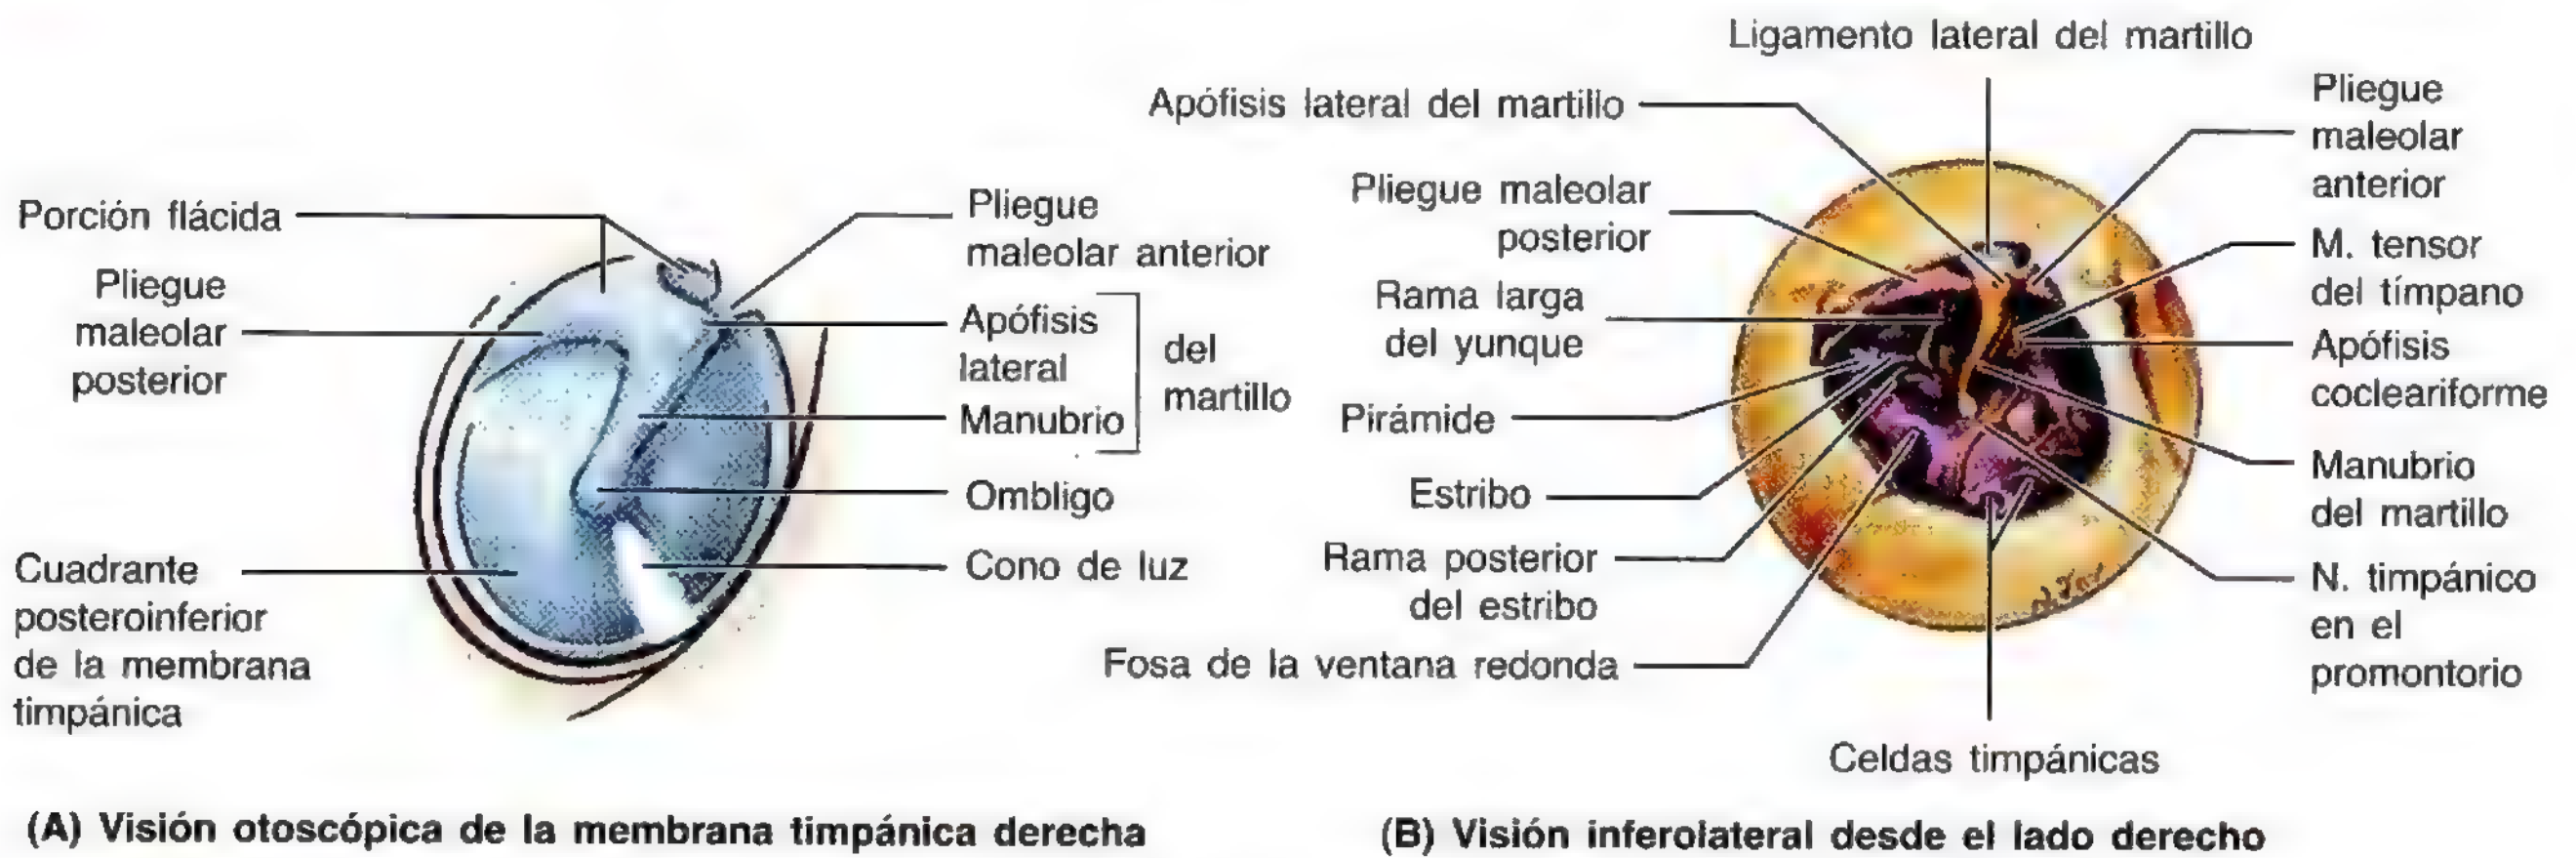 Porción flácida
Pliegue
maleolar
posterior
Cuadrante
posteroinferior
de la membrana
timpánica
Pliegue
maleolar anterior
Apófisis
lateral
Manubrio
del
martillo
Ombligo
Cono de luz
(A) Visión otoscópica de la membrana timpánica derecha
Ligamento lateral del martillo
Apófisis lateral del martillo
Pliegue maleolar
posterior
Rama larga
del yunque
Pirámide
Estribo
Rama posterior
del estribo
Fosa de la ventana redonda
Pliegue
maleolar
anterior
M. tensor
del tímpano
Apófisis
cocleariforme
Manubrio
del martillo
N. timpánico
en el
promontorio
Celdas timpánicas
(B) Visión inferolateral desde el lado derecho